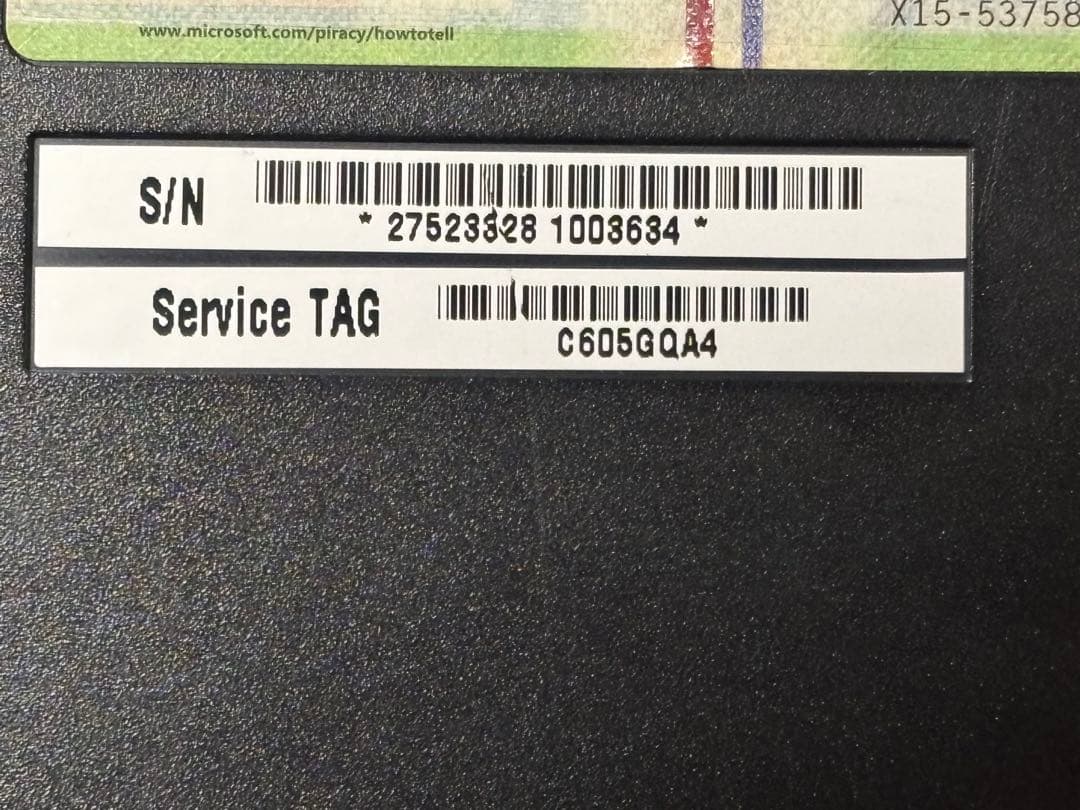 www.microsoft.com/piracy/howtotell
X15-53758
S/N
* 27523328 1003634 *
Service TAG
C605GQA4